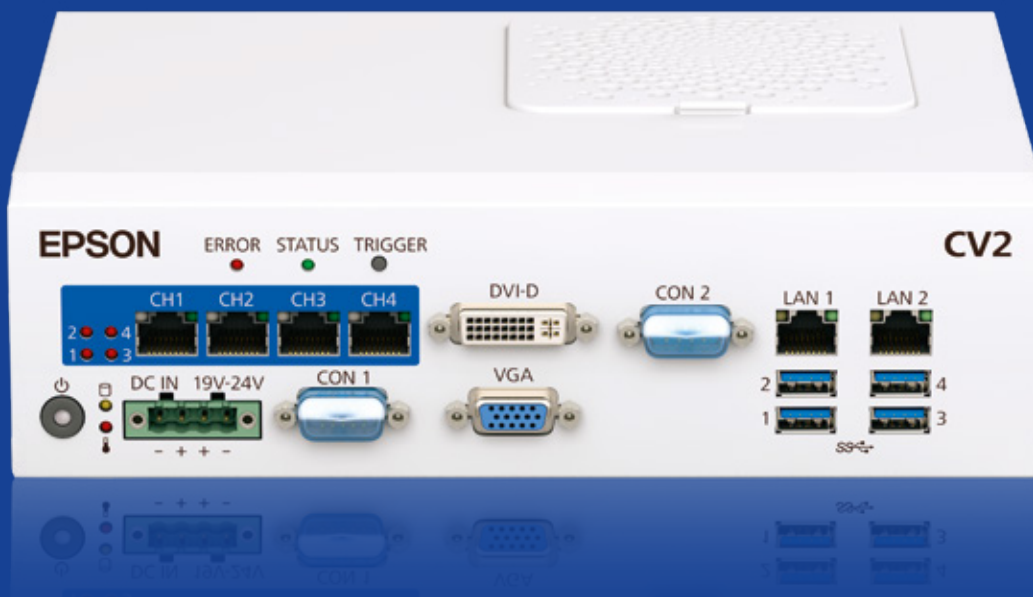 EPSON
ERROR STATUS TRIGGER
CV2
CH1 CH2 CH3 CH4
2 4
1 3
DVI-D
CON 2
LAN 1 LAN 2
DC IN 19V-24V
- + + -
CON 1
VGA
2 4
1 3
SS